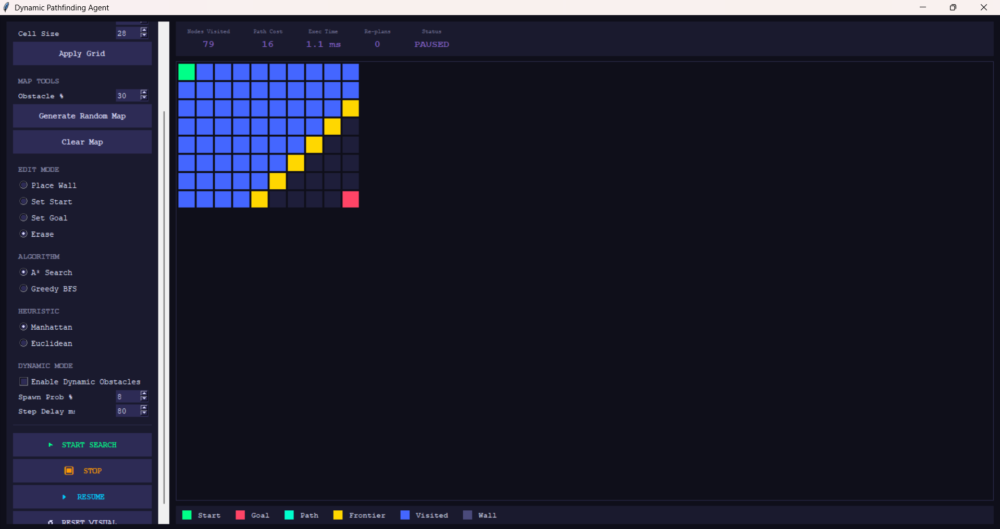 Dynamic Pathfinding Agent
Cell Size 28
Apply Grid
MAP TOOLS
Obstacle % 30
Generate Random Map
Clear Map
EDIT MODE
Place Wall
Set Start
Set Goal
Erase
ALGORITHM
A* Search
Greedy BFS
HEURISTIC
Manhattan
Euclidean
DYNAMIC MODE
Enable Dynamic Obstacles
Spawn Prob % 8
Step Delay ms 80
START SEARCH
STOP
RESUME
RESET VISUAL
Nodes Visited Path Cost Exec Time Re-plans Status
79 16 1.1 ms 0 PAUSED
Start Goal Path Frontier Visited Wall